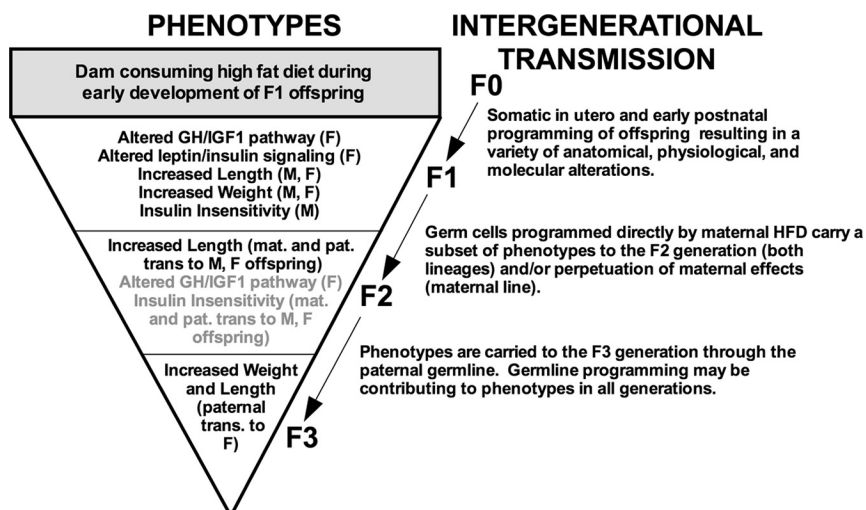 PHENOTYPES
INTERGENERATIONAL
TRANSMISSION
Dam consuming high fat diet during
early development of F1 offspring
F0
Somatic in utero and early postnatal
programming of offspring resulting in a
variety of anatomical, physiological, and
molecular alterations.
Altered GH/IGF1 pathway (F)
Altered leptin/insulin signaling (F)
Increased Length (M, F)
Increased Weight (M, F)
Insulin Insensitivity (M)
F1
Germ cells programmed directly by maternal HFD carry a
subset of phenotypes to the F2 generation (both
lineages) and/or perpetuation of maternal effects
(maternal line).
Increased Length (mat. and pat.
trans to M, F offspring)
Altered GH/IGF1 pathway (F)
Insulin Insensitivity (mat.
and pat. trans to M, F
offspring)
F2
Phenotypes are carried to the F3 generation through the
paternal germline. Germline programming may be
contributing to phenotypes in all generations.
Increased Weight
and Length
(paternal
trans. to
F)
F3